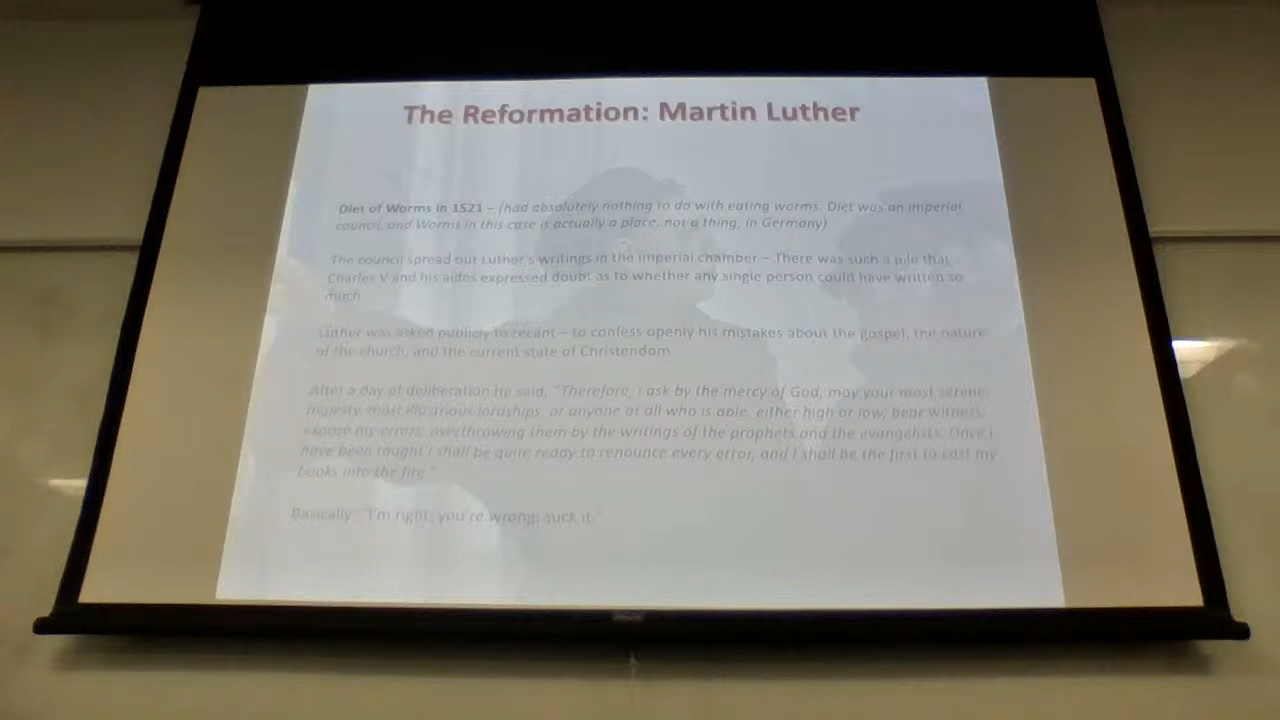 The Reformation: Martin Luther
Diet of Worms in 1521 – (had absolutely nothing to do with eating worms. Diet was an imperial
council, and Worms in this case is actually a place, not a thing, in Germany)
The council spread out Luther's writings in the imperial chamber – There was such a pile that
Charles V and his aides expressed doubt as to whether any single person could have written so
much
Luther was asked publicly to recant – to confess openly his mistakes about the gospel, the nature
of the church, and the current state of Christendom
After a day of deliberation he said, "Therefore, I ask by the mercy of God, may your most serene
majesty, most illustrious lordships, or anyone at all who is able, either high or low, bear witness,
expose my errors, overthrowing them by the writings of the prophets and the evangelists. Once I
have been taught I shall be quite ready to renounce every error, and I shall be the first to cast my
books into the fire."
Basically: "I'm right; you're wrong; suck it."